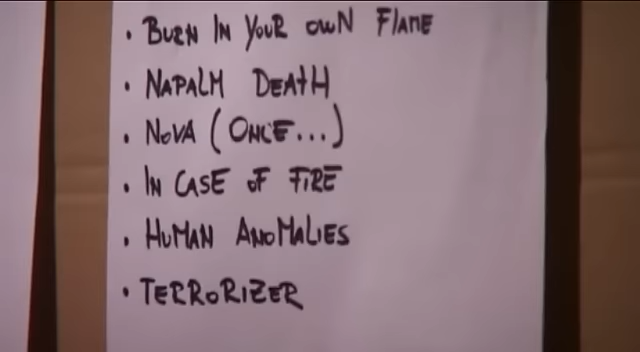 • BURN IN YOUR OWN FLAME
• NAPALM DEATH
• NOVA (ONCE...)
• IN CASE OF FIRE
• HUMAN ANOMALIES
• TERRORIZER